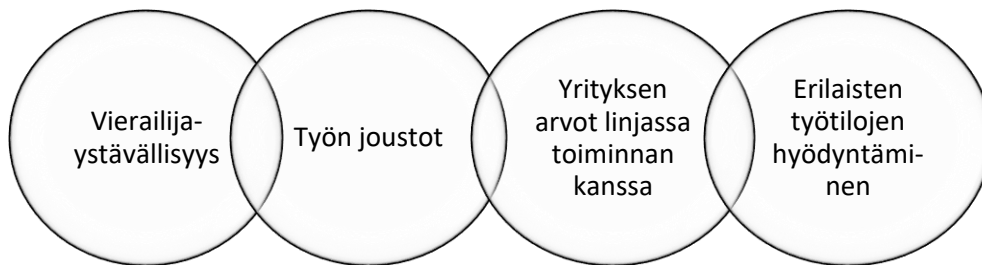 Vierailija-
ystävällisyys
Työn joustot
Yrityksen
arvot linjassa
toiminnan
kanssa
Erilaisten
työtilojen
hyödyntämi-
nen